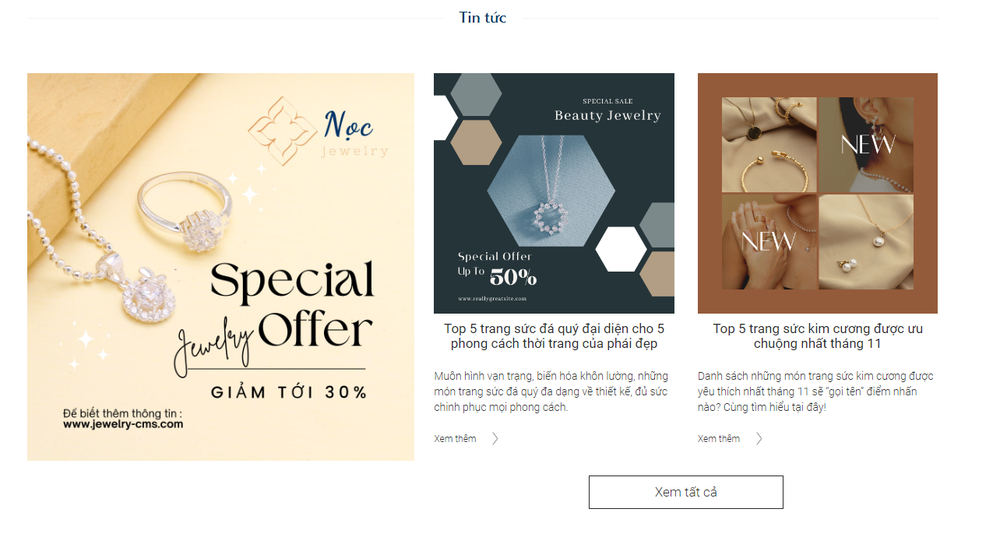 Tin tức
Nọc
jewelry
Special
Jewelry Offer
GIẢM TỚI 30%
Để biết thêm thông tin :
www.jewelry-cms.com
SPECIAL SALE
Beauty Jewelry
Special Offer
Up To 50%
www.reallygreatsite.com
Top 5 trang sức đá quý đại diện cho 5
phong cách thời trang của phái đẹp
Muôn hình vạn trạng, biến hóa khôn lường, những
món trang sức đá quý đa dạng về thiết kế, đủ sức
chinh phục mọi phong cách.
Xem thêm
NEW
NEW
Top 5 trang sức kim cương được ưu
chuộng nhất tháng 11
Danh sách những món trang sức kim cương được
yêu thích nhất tháng 11 sẽ “gọi tên” điểm nhấn
nào? Cùng tìm hiểu tại đây!
Xem thêm
Xem tất cả